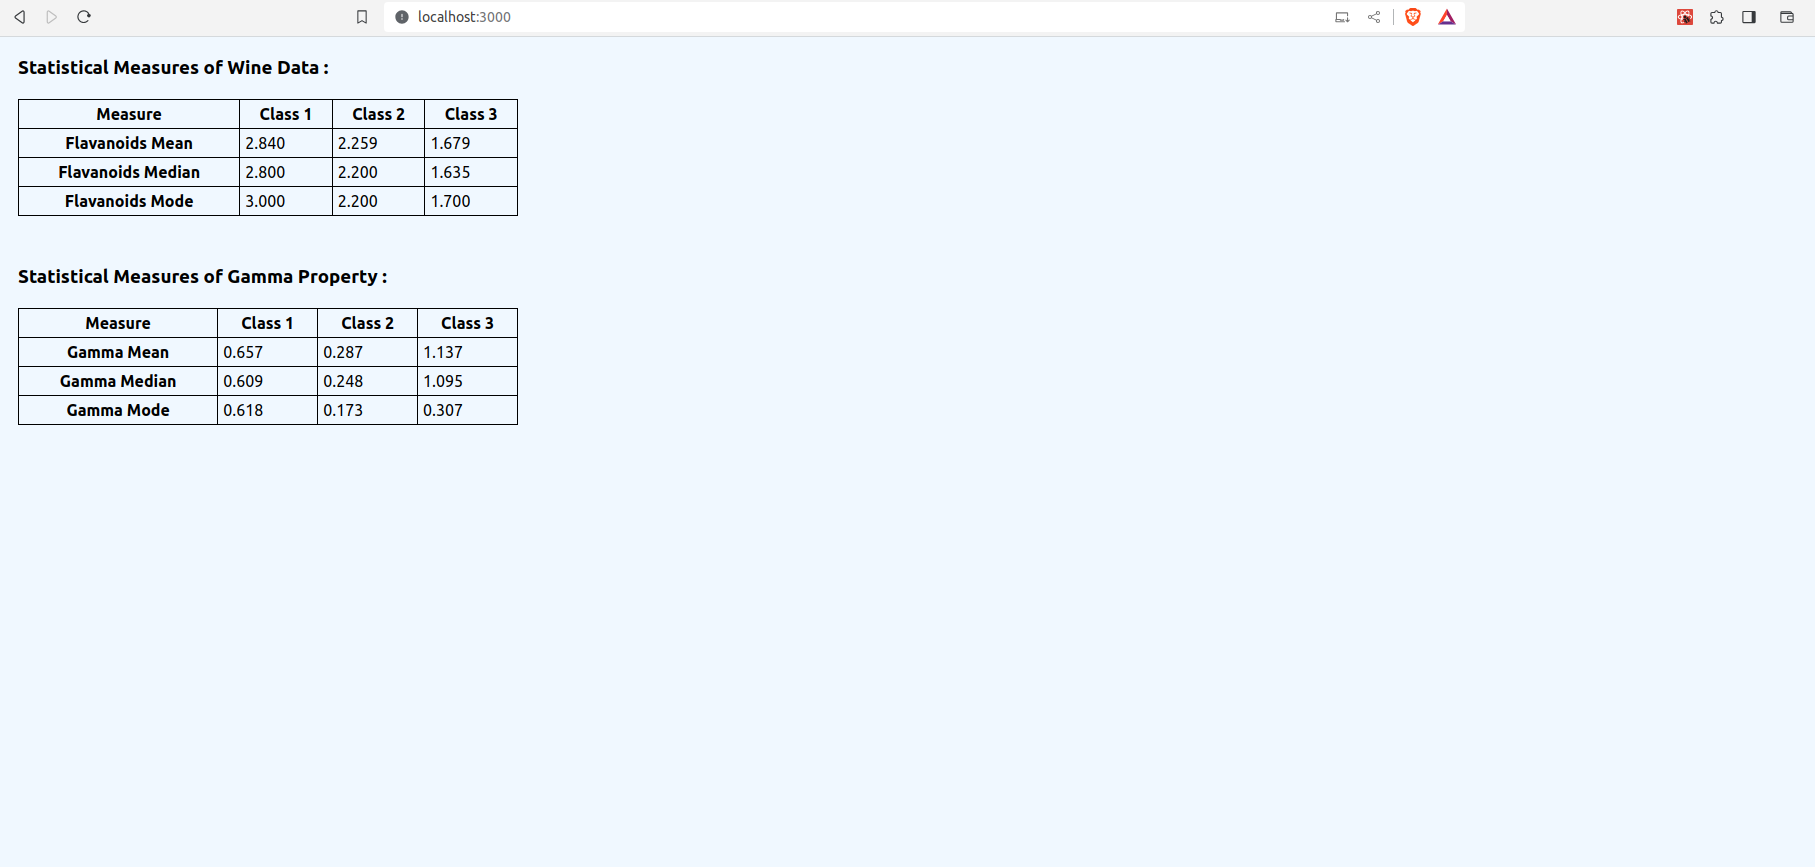 localhost:3000
Statistical Measures of Wine Data :
Measure Class 1 Class 2 Class 3
Flavanoids Mean 2.840 2.259 1.679
Flavanoids Median 2.800 2.200 1.635
Flavanoids Mode 3.000 2.200 1.700
Statistical Measures of Gamma Property :
Measure Class 1 Class 2 Class 3
Gamma Mean 0.657 0.287 1.137
Gamma Median 0.609 0.248 1.095
Gamma Mode 0.618 0.173 0.307